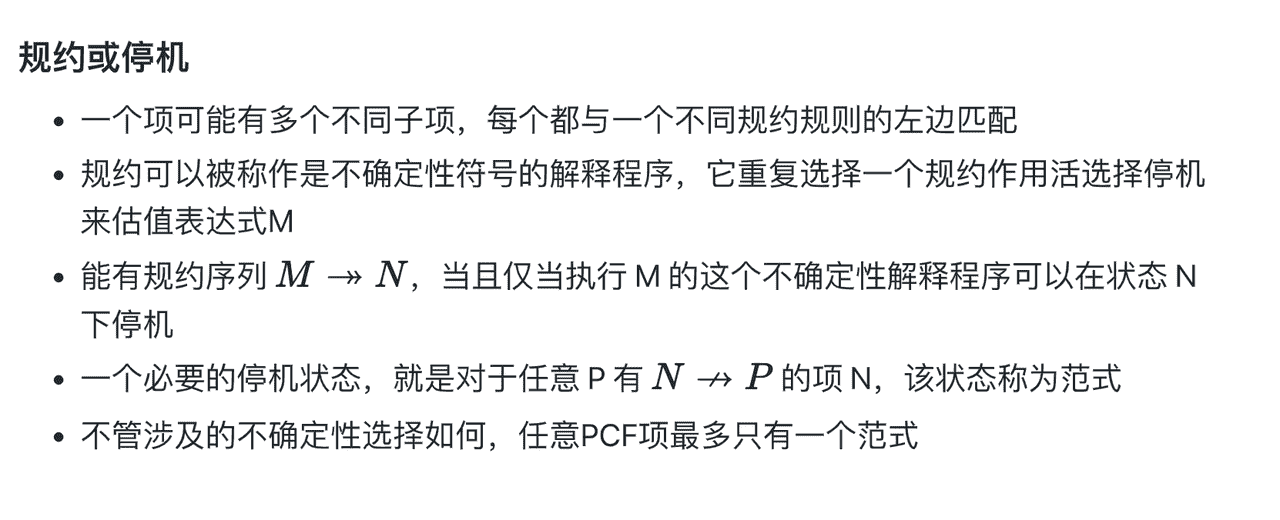 规约或停机
• 一个项可能有多个不同子项，每个都与一个不同规约规则的左边匹配
• 规约可以被称作是不确定性符号的解释程序，它重复选择一个规约作用活选择停机
来估值表达式M
• 能有规约序列 M ↠ N，当且仅当执行 M 的这个不确定性解释程序可以在状态 N
下停机
• 一个必要的停机状态，就是对于任意 P 有 N ↛ P 的项 N，该状态称为范式
• 不管涉及的不确定性选择如何，任意PCF项最多只有一个范式